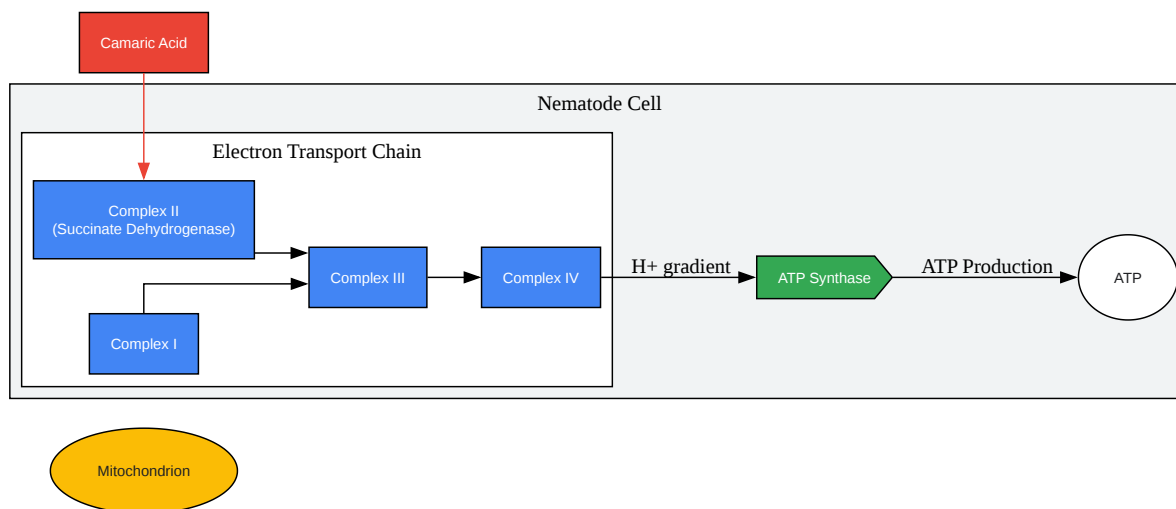 Camaric Acid
Nematode Cell
Electron Transport Chain
Complex II
(Succinate Dehydrogenase)
Complex III
Complex IV
H+ gradient
ATP Synthase
ATP Production
ATP
Complex I
Mitochondrion